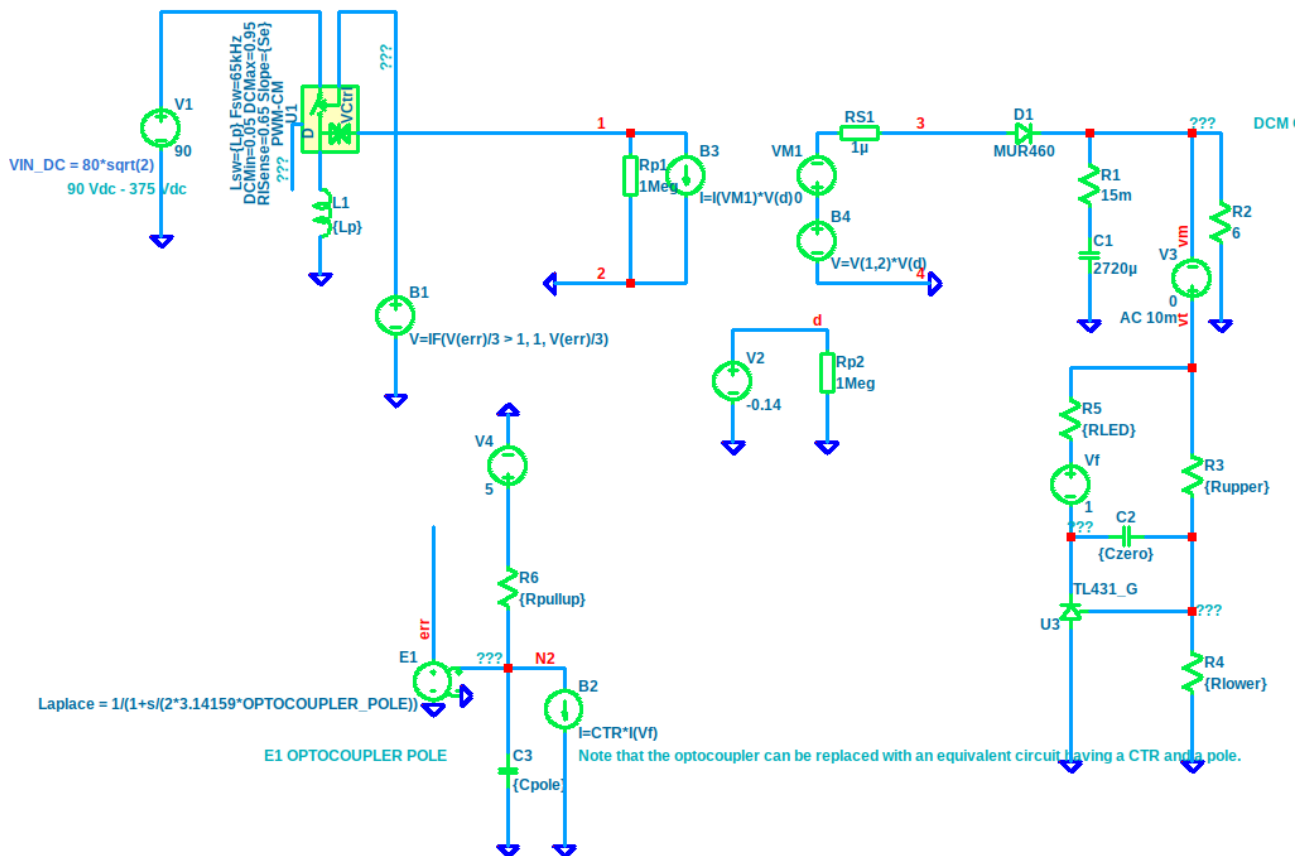 V1
90
VIN_DC = 80*sqrt(2)
90 Vdc - 375 Vdc
Lsw={Lp} Fsw=65kHz
DCMin=0.05 DCMax=0.95
RISense=0.65 Slope={Se}
PWM-CM
U1
D
VCtrl
???
???
L1
{Lp}
B1
V=IF(V(err)/3 > 1, 1, V(err)/3)
1
Rp1
1Meg
B3
I=I(VM1)*V(d)
2
VM1
0
RS1
1µ
3
B4
V=V(1,2)*V(d)
4
D1
MUR460
???
DCM
R1
15m
C1
2720µ
R2
6
vm
V3
0
AC 10m
vt
d
V2
-0.14
Rp2
1Meg
R5
{RLED}
Vf
1
???
C2
{Czero}
R3
{Rupper}
TL431_G
U3
???
R4
{Rlower}
V4
5
R6
{Rpullup}
err
E1
???
N2
B2
I=CTR*I(Vf)
Laplace = 1/(1+s/(2*3.14159*OPTOCOUPLER_POLE))
C3
{Cpole}
E1 OPTOCOUPLER POLE
Note that the optocoupler can be replaced with an equivalent circuit having a CTR and a pole.